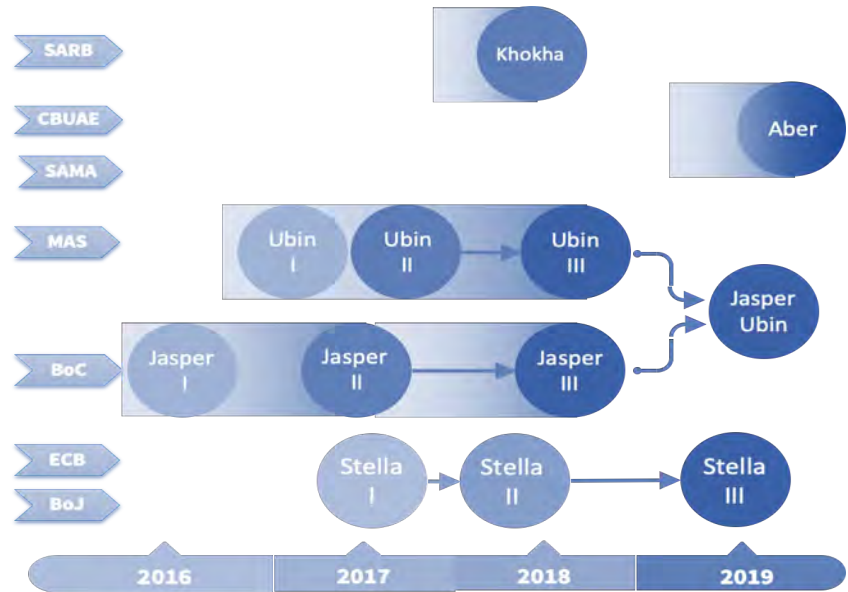 SARB
Khokha
CBUAE
Aber
SAMA
MAS
Ubin
I
Ubin
II
Ubin
III
Jasper
Ubin
BoC
Jasper
I
Jasper
II
Jasper
III
ECB
BoJ
Stella
I
Stella
II
Stella
III
2016
2017
2018
2019